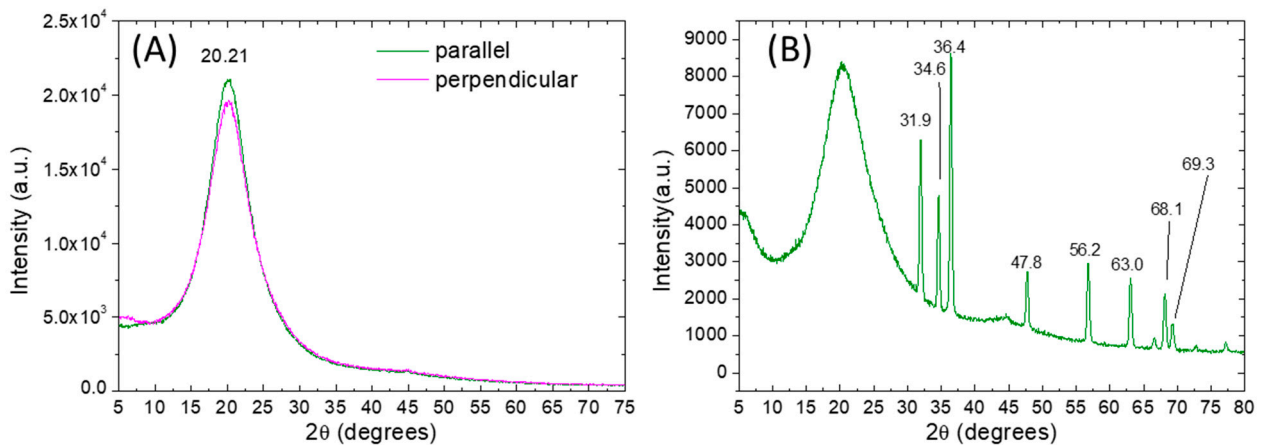 (A)
20.21
parallel
perpendicular
2.5x10⁴
2.0x10⁴
1.5x10⁴
1.0x10⁴
5.0x10³
0.0
Intensity (a.u.)
5 10 15 20 25 30 35 40 45 50 55 60 65 70 75
2θ (degrees)
(B)
36.4
34.6
31.9
47.8
56.2
63.0
68.1
69.3
9000
8000
7000
6000
5000
4000
3000
2000
1000
0
Intensity(a.u.)
5 10 15 20 25 30 35 40 45 50 55 60 65 70 75 80
2θ (degrees)